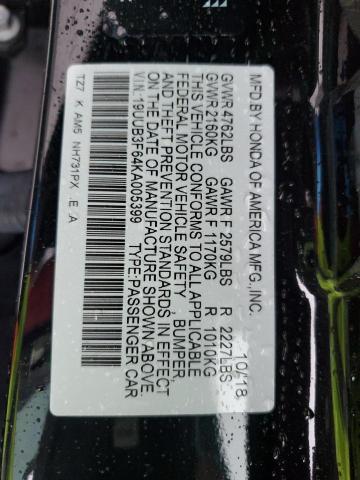 MFD.BY HONDA OF AMERICA MFG.,INC. 10/18
GVWR 4762LBS GAWR F 2579LBS R 2227LBS
GVWR 2160KG GAWR F 1170KG R 1010KG
THIS VEHICLE CONFORMS TO ALL APPLICABLE
FEDERAL MOTOR VEHICLE SAFETY, BUMPER,
AND THEFT PREVENTION STANDARDS IN EFFECT
ON THE DATE OF MANUFACTURE SHOWN ABOVE.
V.I.N:19UUB3F64KA005399 TYPE:PASSENGER CAR
TZ7 K AM5 NH731PX .E .A